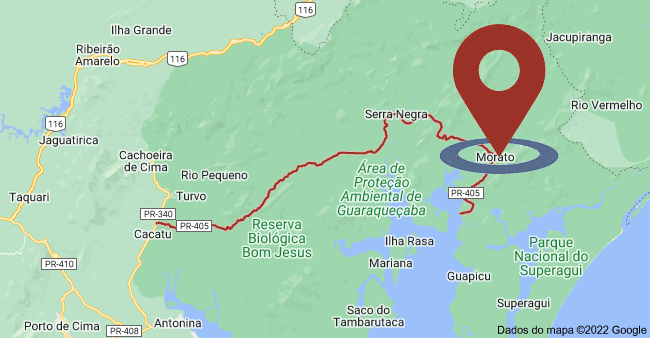 116
Ilha Grande
Jacupiranga
Ribeirão
Amarelo
116
Rio Vermelho
Serra Negra
116
Jaguatirica
Cachoeira
de Cima
Morato
Rio Pequeno
Área de
Proteção
Ambiental de
Guaraqueçaba
Taquari
Turvo
PR-405
PR-340
PR-405
Cacatu
Reserva
Biológica
Bom Jesus
Ilha Rasa
Parque
Nacional do
Superagui
PR-410
Mariana
Guapicu
Superagui
Saco do
Tambarutaca
Porto de Cima
PR-408
Antonina
Dados do mapa ©2022 Google